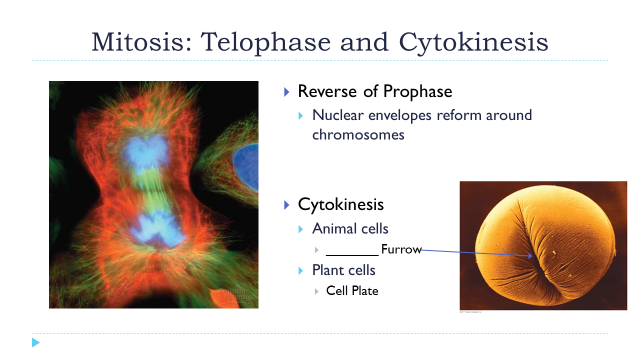 Mitosis: Telophase and Cytokinesis
Reverse of Prophase
Nuclear envelopes reform around
chromosomes
Cytokinesis
Animal cells
________ Furrow
Plant cells
Cell Plate